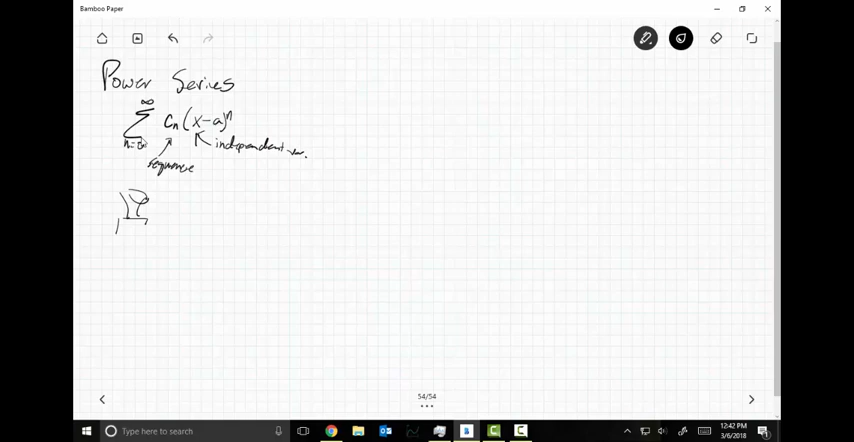 Bamboo Paper
Power Series
∞
Σ cₙ (x-a)ⁿ
independent var.
sequence
54/54
Type here to search
12:42 PM
3/6/2018